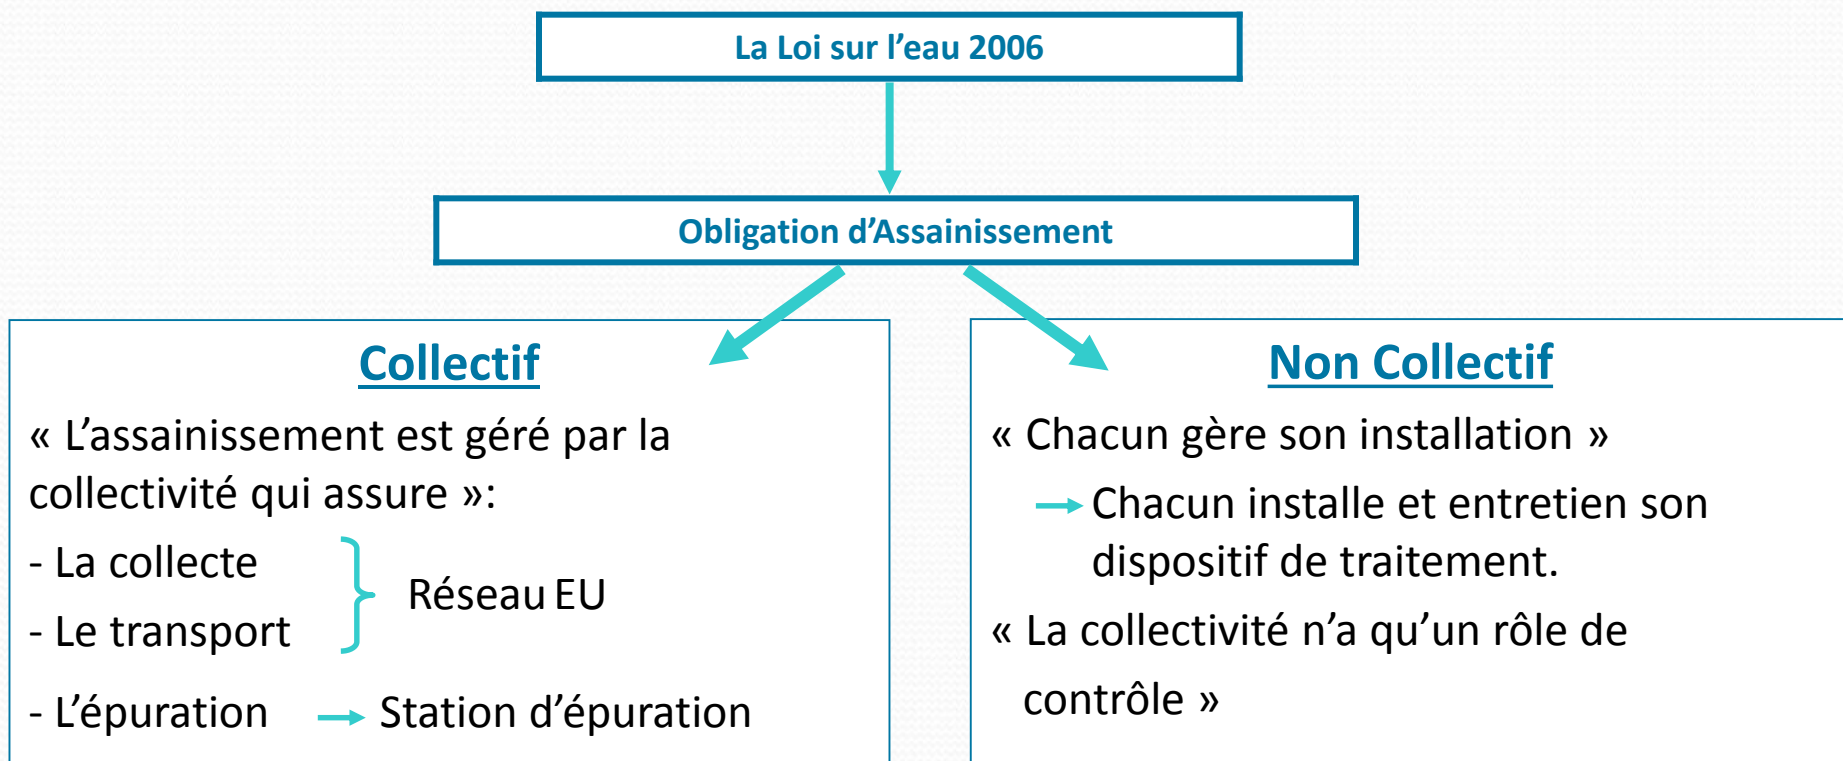 La Loi sur l’eau 2006
Obligation d’Assainissement
Collectif
« L’assainissement est géré par la
collectivité qui assure »:
- La collecte
- Le transport
Réseau EU
- L’épuration
Station d’épuration
Non Collectif
« Chacun gère son installation »
Chacun installe et entretien son
dispositif de traitement.
« La collectivité n’a qu’un rôle de
contrôle »